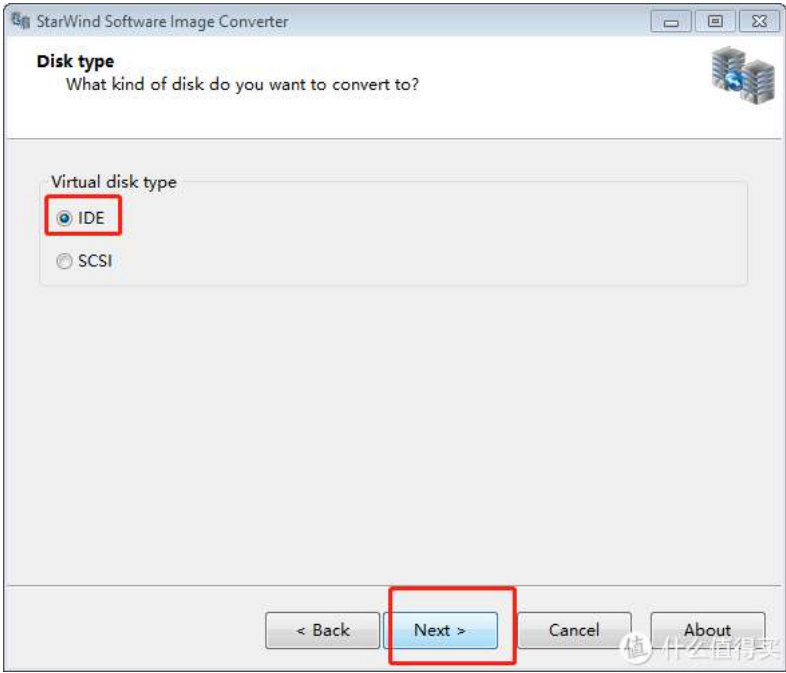 StarWind Software Image Converter
Disk type
What kind of disk do you want to convert to?
Virtual disk type
IDE
SCSI
< Back Next > Cancel About
值 什么值得买